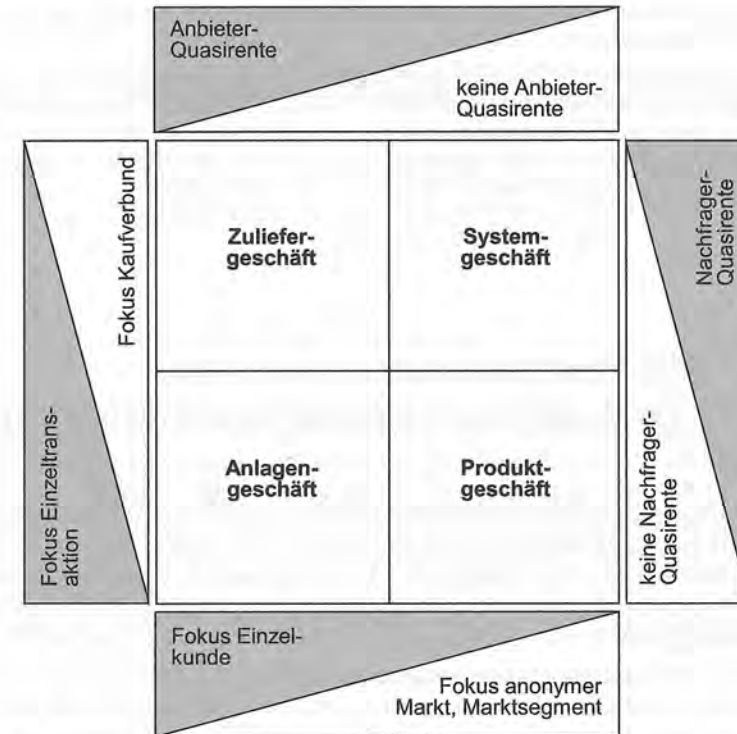 Anbieter-
Quasirente
keine Anbieter-
Quasirente
Fokus Kaufverbund
Fokus Einzeltrans-
aktion
Zuliefer-
geschäft
System-
geschäft
Anlagen-
geschäft
Produkt-
geschäft
Nachfrager-
Quasirente
keine Nachfrager-
Quasirente
Fokus Einzel-
kunde
Fokus anonymer
Markt, Marktsegment